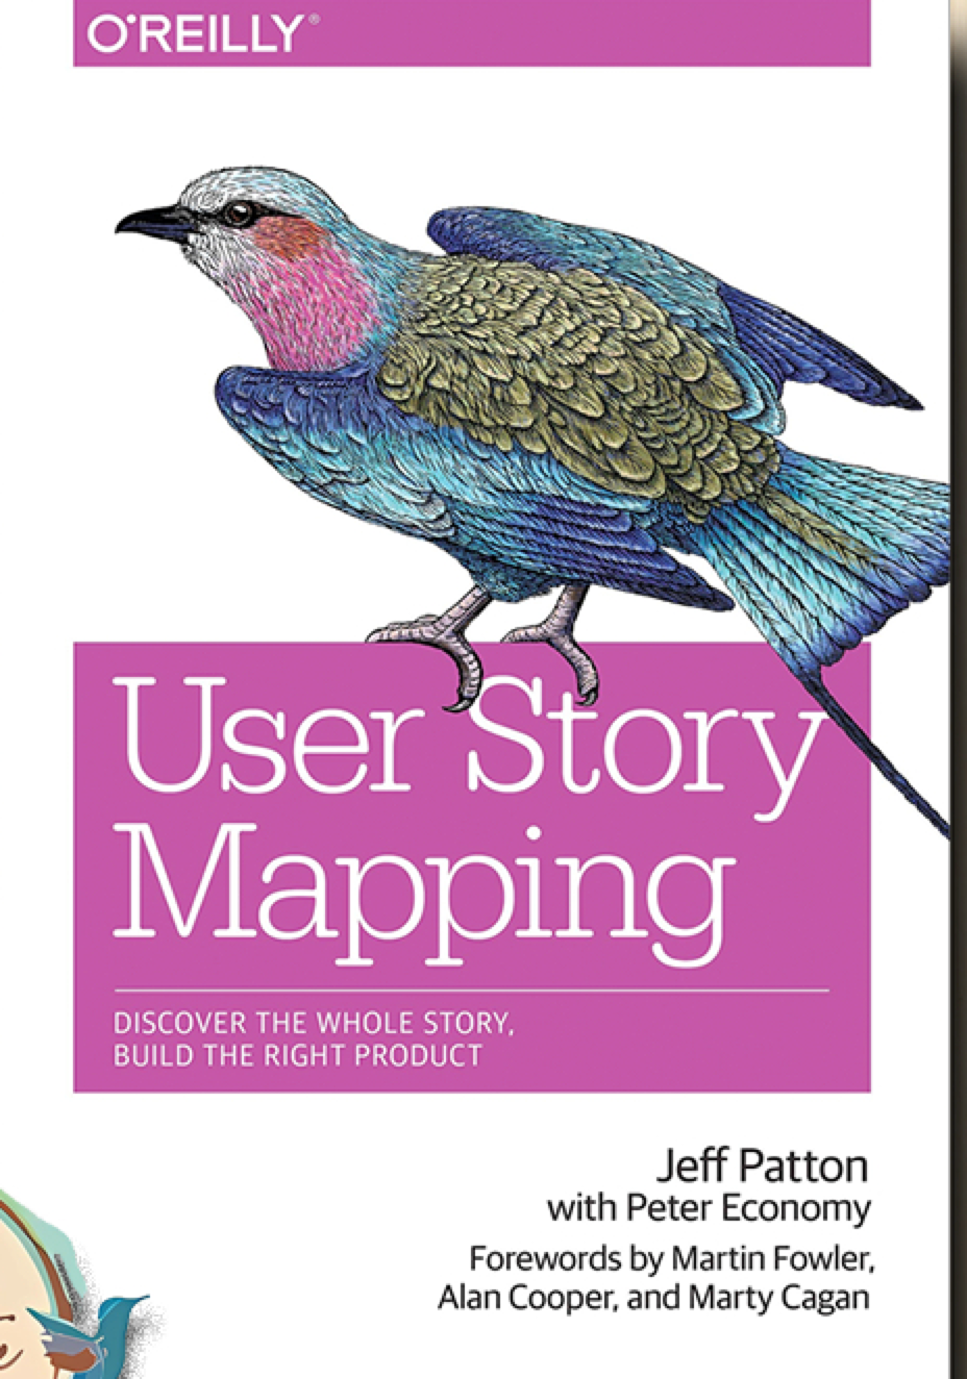 O'REILLY®
User Story
Mapping
DISCOVER THE WHOLE STORY,
BUILD THE RIGHT PRODUCT
Jeff Patton
with Peter Economy
Forewords by Martin Fowler,
Alan Cooper, and Marty Cagan